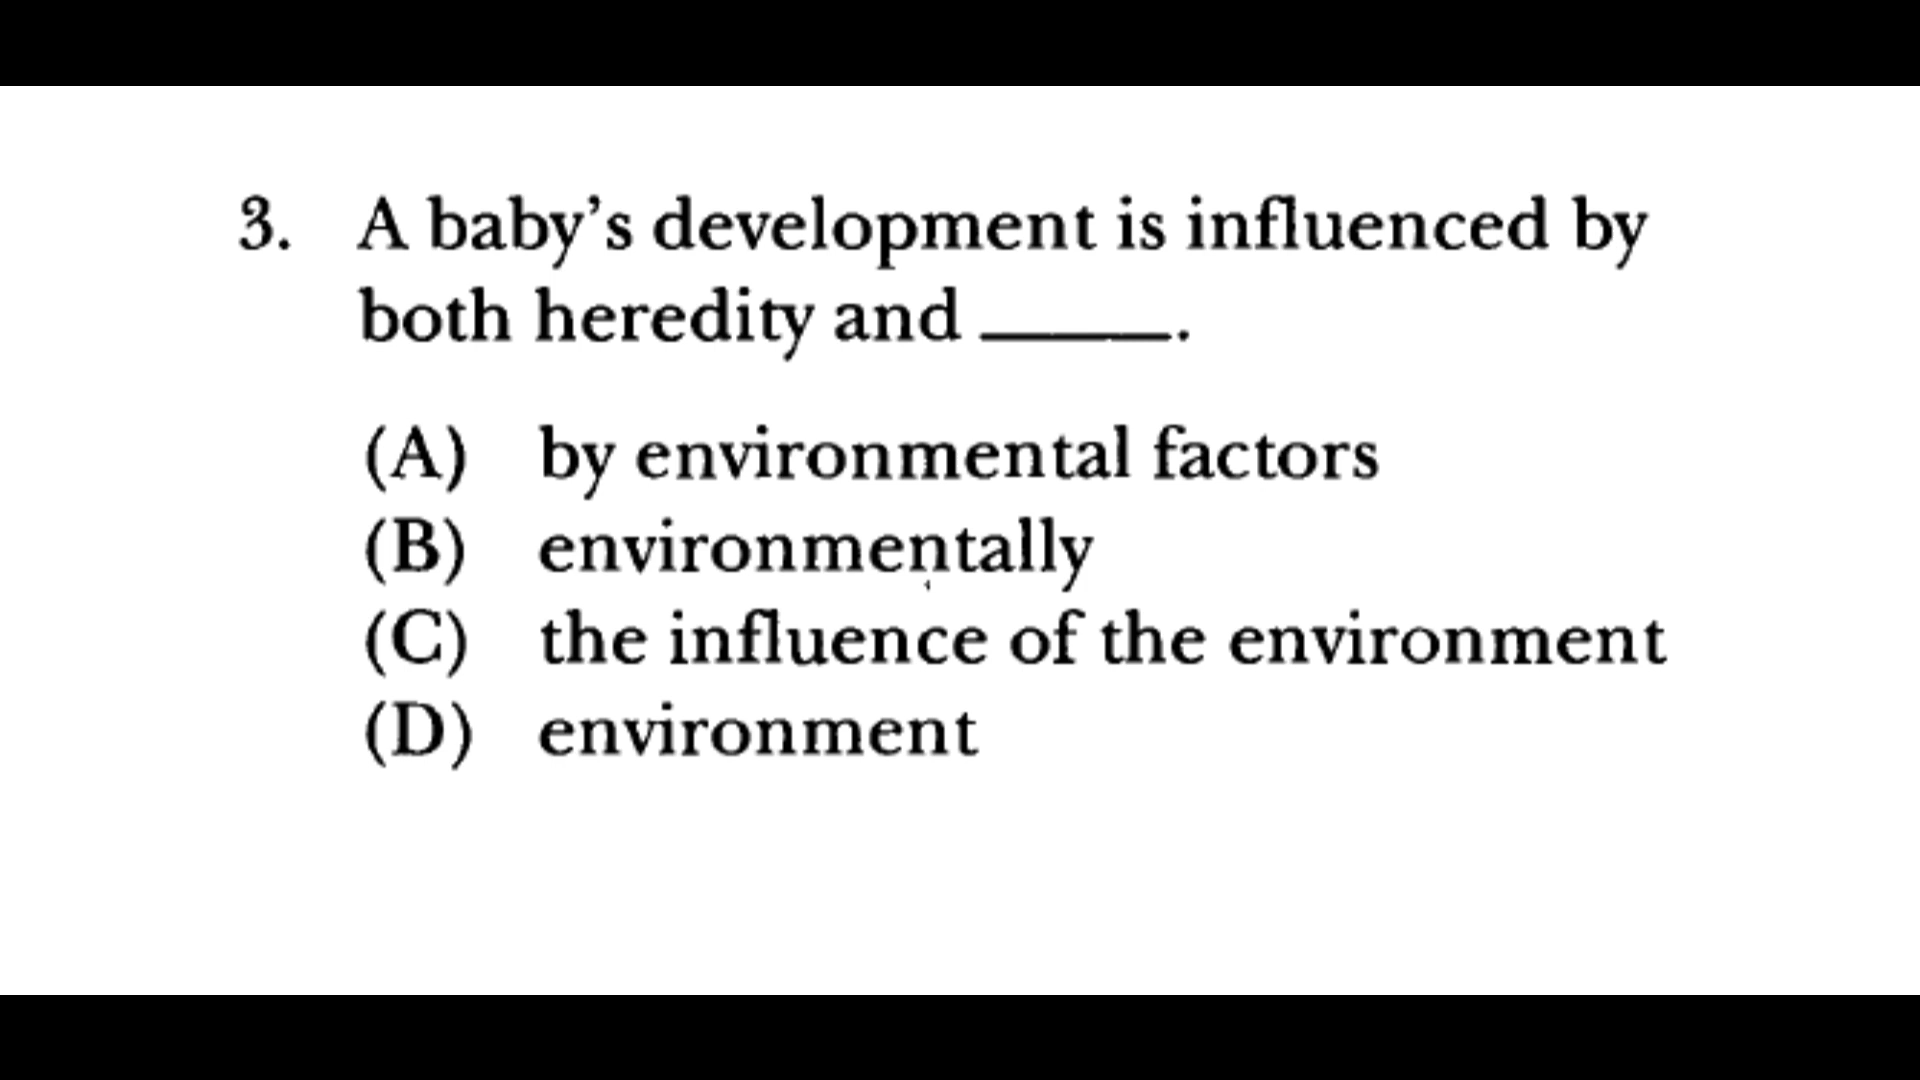 3. A baby’s development is influenced by
both heredity and _____.
(A) by environmental factors
(B) environmentally
(C) the influence of the environment
(D) environment